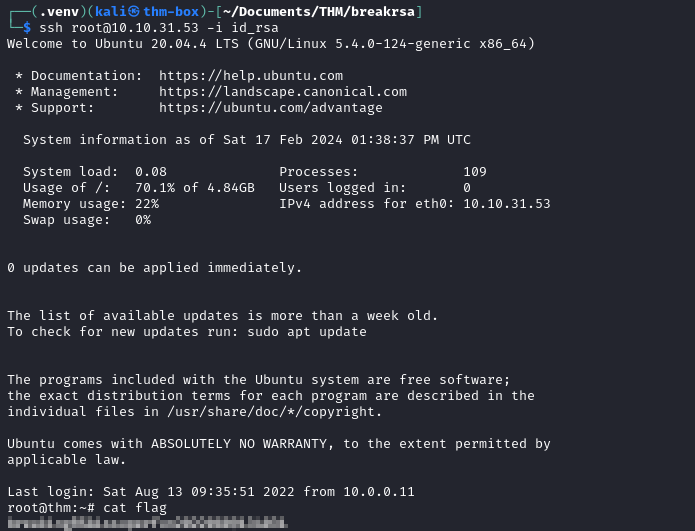 (.venv)(kali㉿thm-box)-[~/Documents/THM/breakrsa]
$ ssh root@10.10.31.53 -i id_rsa
Welcome to Ubuntu 20.04.4 LTS (GNU/Linux 5.4.0-124-generic x86_64)
* Documentation: https://help.ubuntu.com
* Management: https://landscape.canonical.com
* Support: https://ubuntu.com/advantage
System information as of Sat 17 Feb 2024 01:38:37 PM UTC
System load: 0.08 Processes: 109
Usage of /: 70.1% of 4.84GB Users logged in: 0
Memory usage: 22% IPv4 address for eth0: 10.10.31.53
Swap usage: 0%
0 updates can be applied immediately.
The list of available updates is more than a week old.
To check for new updates run: sudo apt update
The programs included with the Ubuntu system are free software;
the exact distribution terms for each program are described in the
individual files in /usr/share/doc/*/copyright.
Ubuntu comes with ABSOLUTELY NO WARRANTY, to the extent permitted by
applicable law.
Last login: Sat Aug 13 09:35:51 2022 from 10.0.0.11
root@thm:~# cat flag